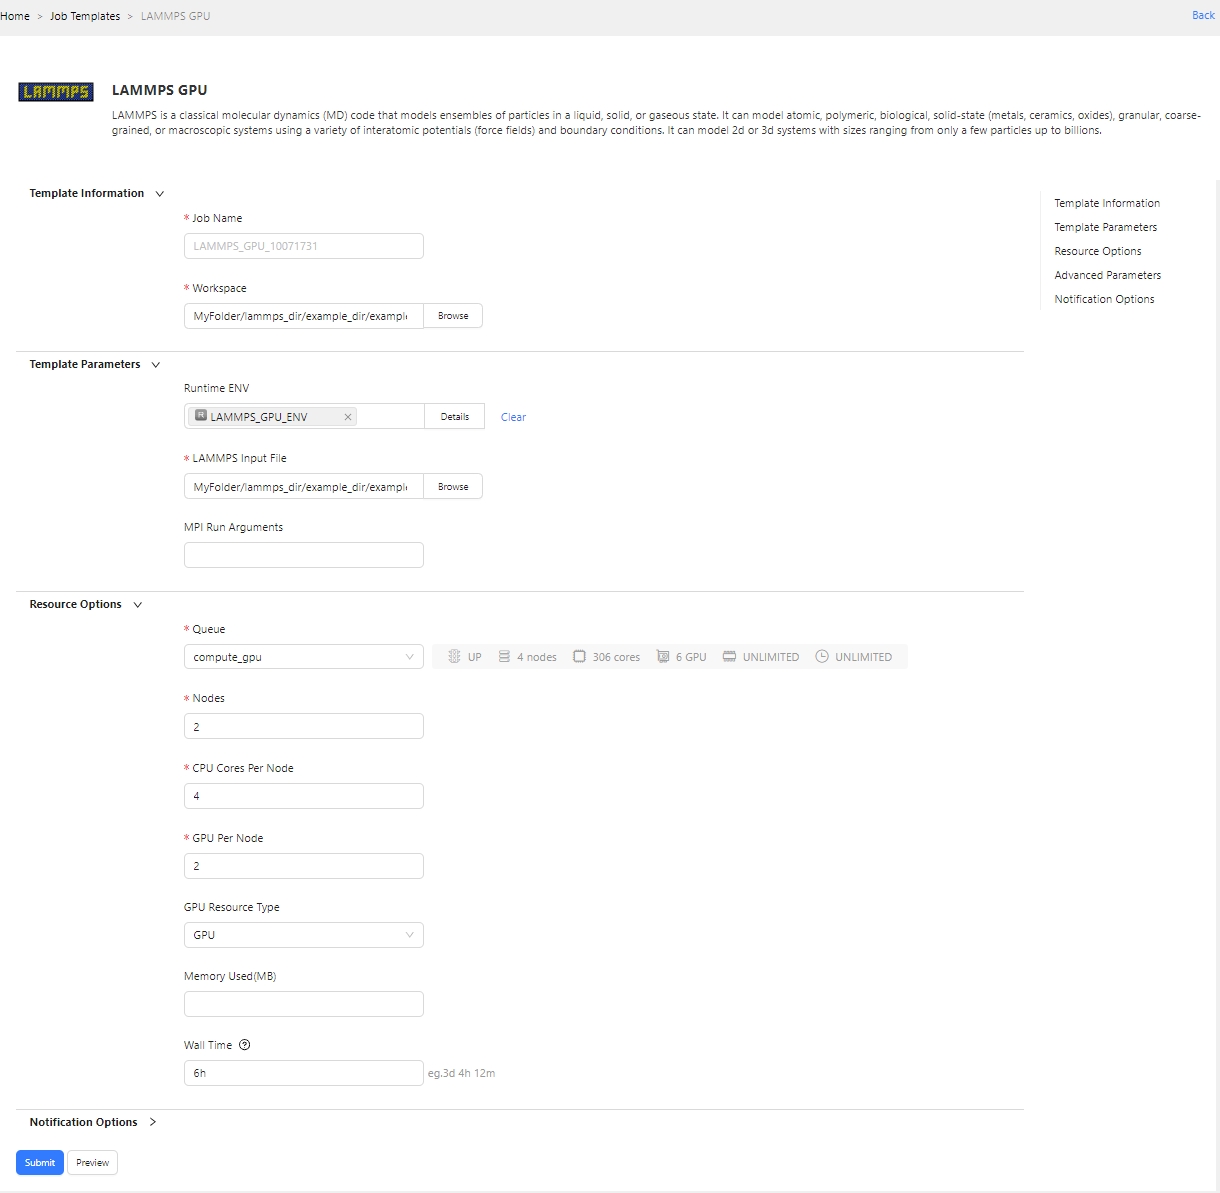 Home > Job Templates > LAMMPS GPU
Back
LAMMPS
LAMMPS GPU
LAMMPS is a classical molecular dynamics (MD) code that models ensembles of particles in a liquid, solid, or gaseous state. It can model atomic, polymeric, biological, solid-state (metals, ceramics, oxides), granular, coarse-
grained, or macroscopic systems using a variety of interatomic potentials (force fields) and boundary conditions. It can model 2d or 3d systems with sizes ranging from only a few particles up to billions.
Template Information
* Job Name
LAMMPS_GPU_10071731
* Workspace
MyFolder/lammps_dir/example_dir/example
Browse
Template Parameters
Runtime ENV
R LAMMPS_GPU_ENV ×
Details
Clear
* LAMMPS Input File
MyFolder/lammps_dir/example_dir/example
Browse
MPI Run Arguments
Resource Options
* Queue
compute_gpu
UP 4 nodes 306 cores 6 GPU UNLIMITED UNLIMITED
* Nodes
2
* CPU Cores Per Node
4
* GPU Per Node
2
GPU Resource Type
GPU
Memory Used(MB)
Wall Time ?
6h
eg.3d 4h 12m
Notification Options >
Submit
Preview
Template Information
Template Parameters
Resource Options
Advanced Parameters
Notification Options